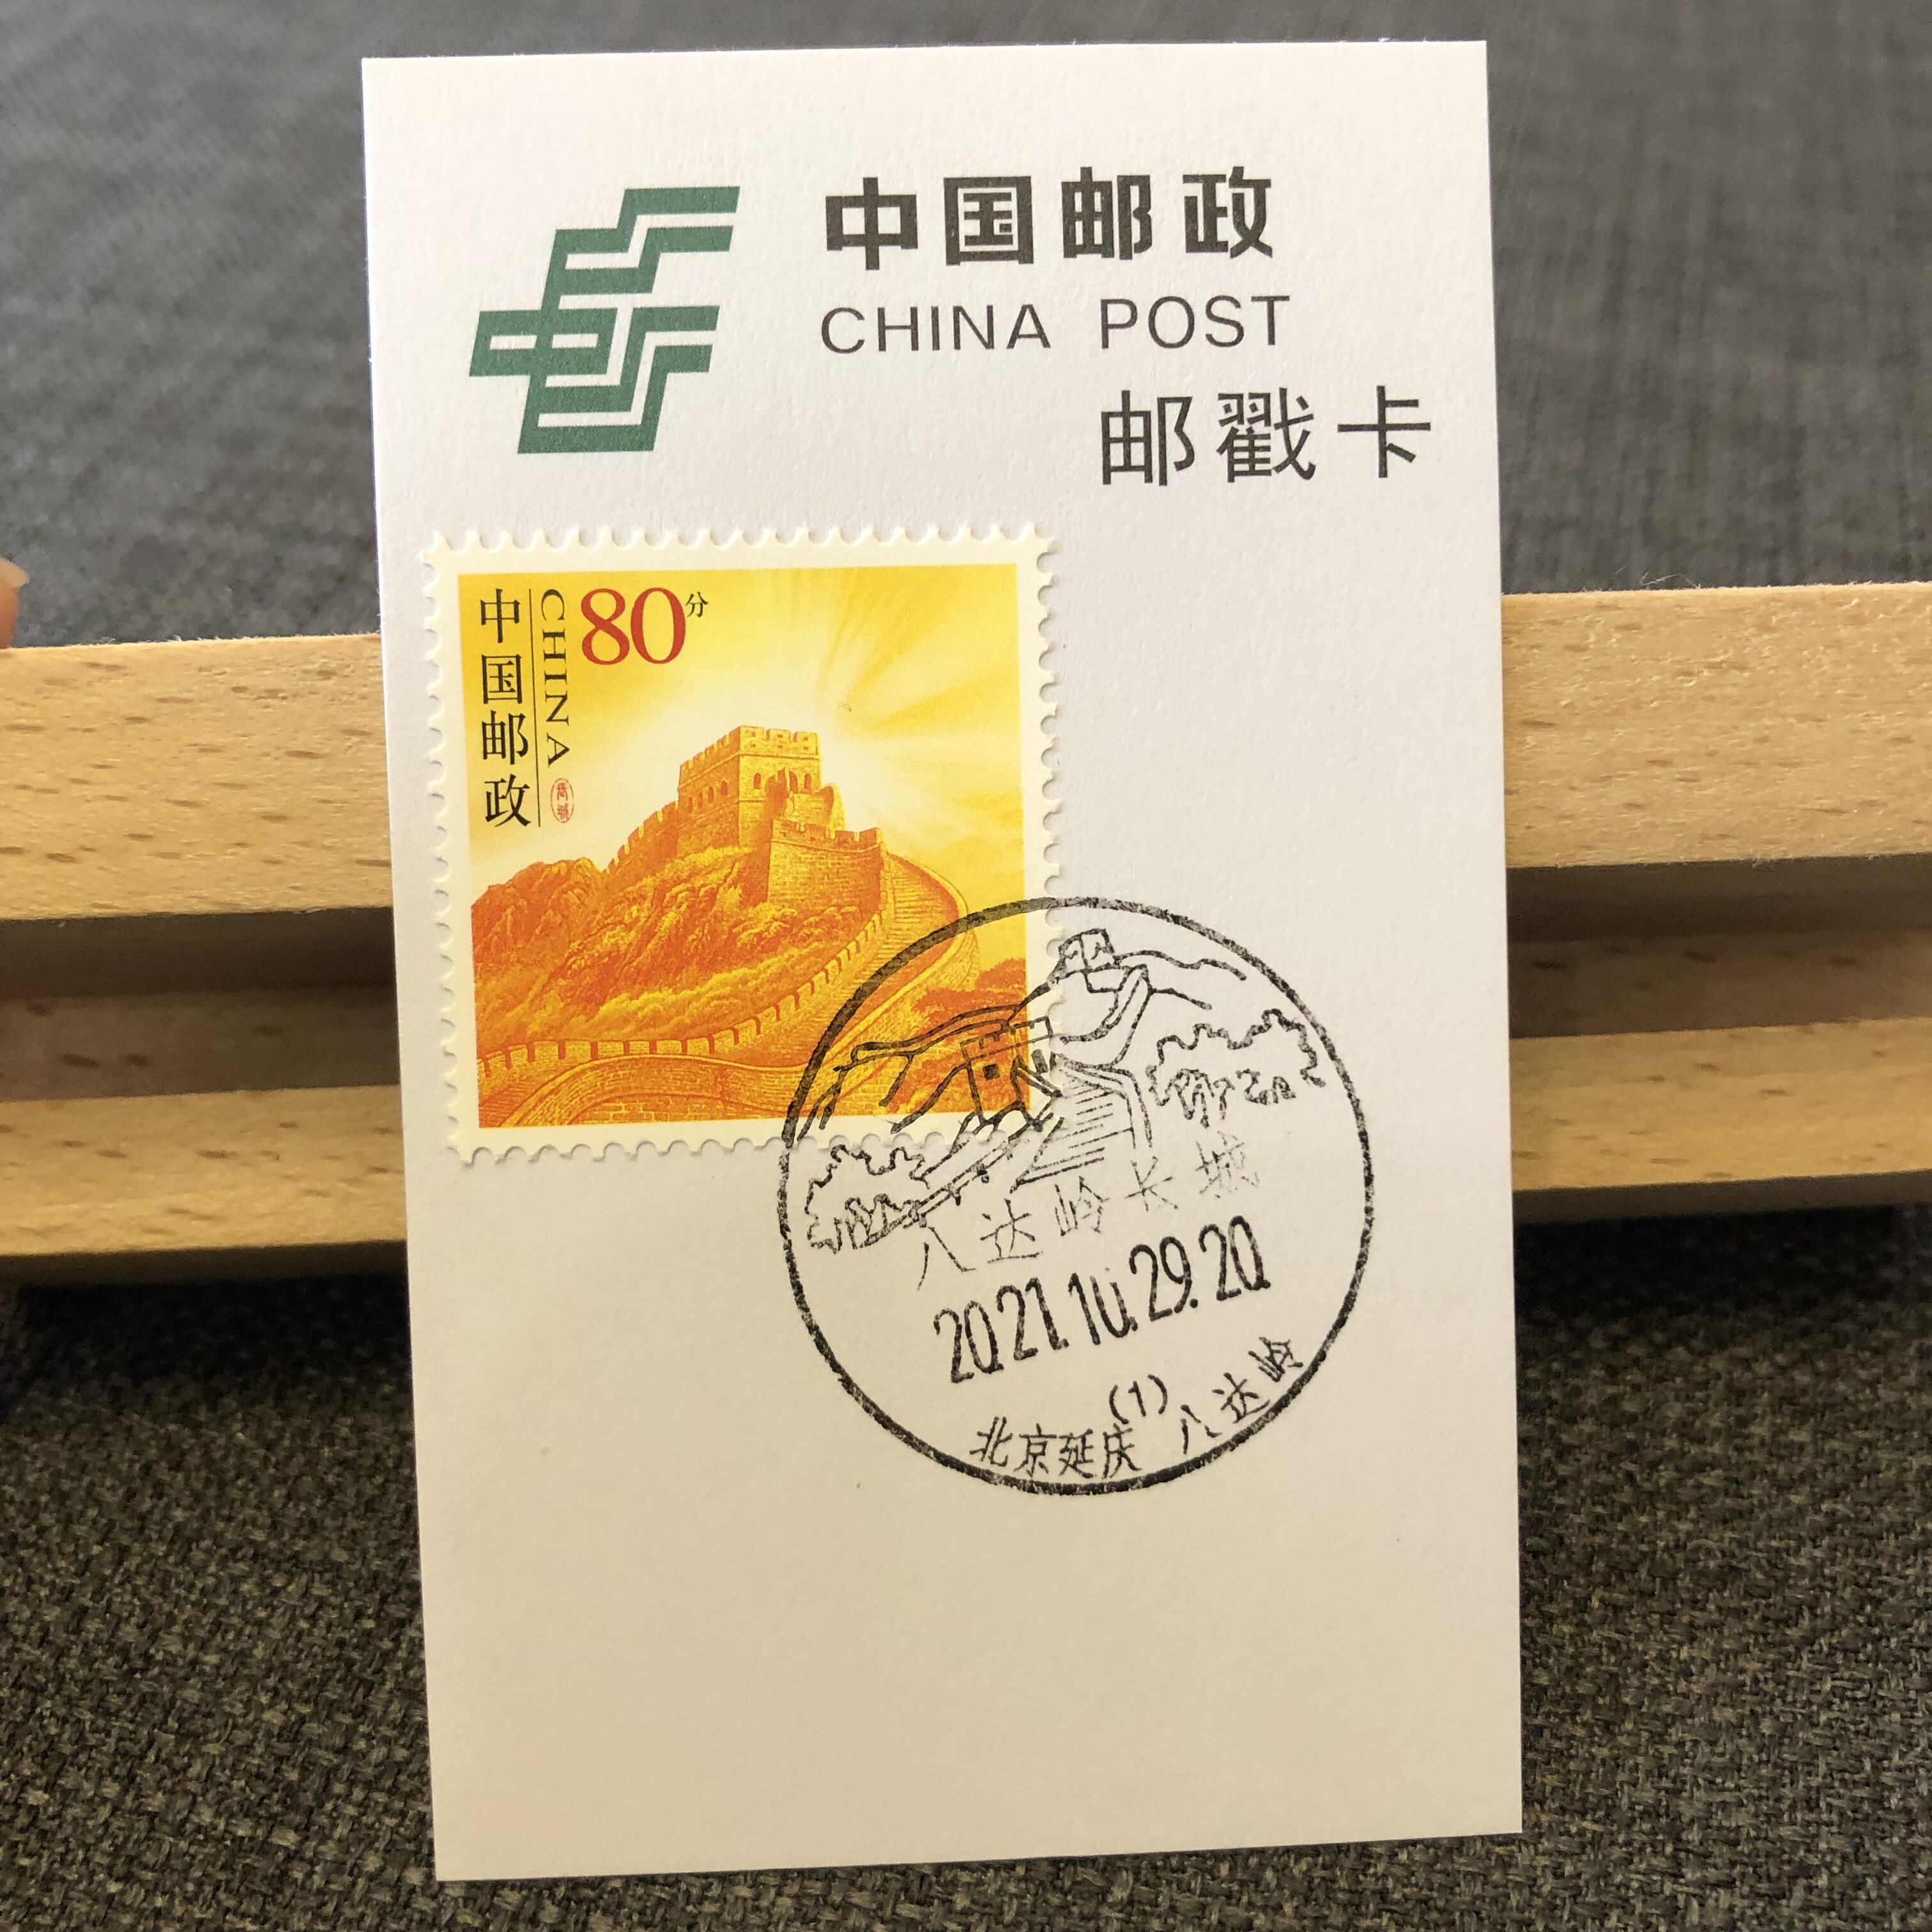 中国邮政
CHINA POST
邮戳卡
中国邮政
CHINA
80分
八达岭长城
2021.10.29.20
(1)
北京延庆 八达岭